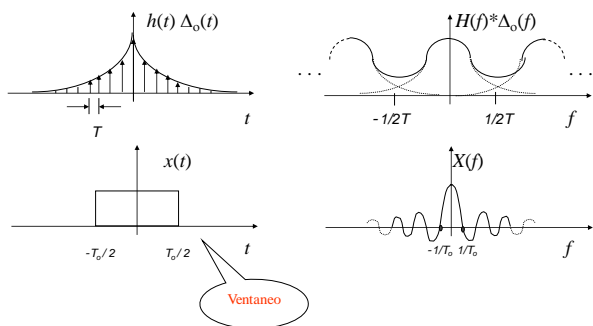 h(t) Δₒ(t)
H(f)*Δₒ(f)
. . .
. . .
t
T
-1/2T
1/2T
f
x(t)
X(f)
-Tₒ/2
Tₒ/2
t
-1/Tₒ
1/Tₒ
f
Ventaneo